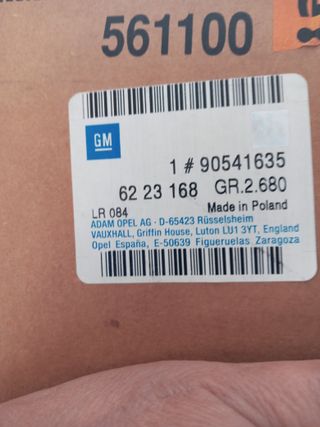 561100
GM
1 # 90541635
62 23 168 GR.2.680
LR 084 Made in Poland
ADAM OPEL AG · D-65423 Rüsselsheim
VAUXHALL, Griffin House, Luton LU1 3YT, England
Opel España, E-50639 Figueruelas Zaragoza